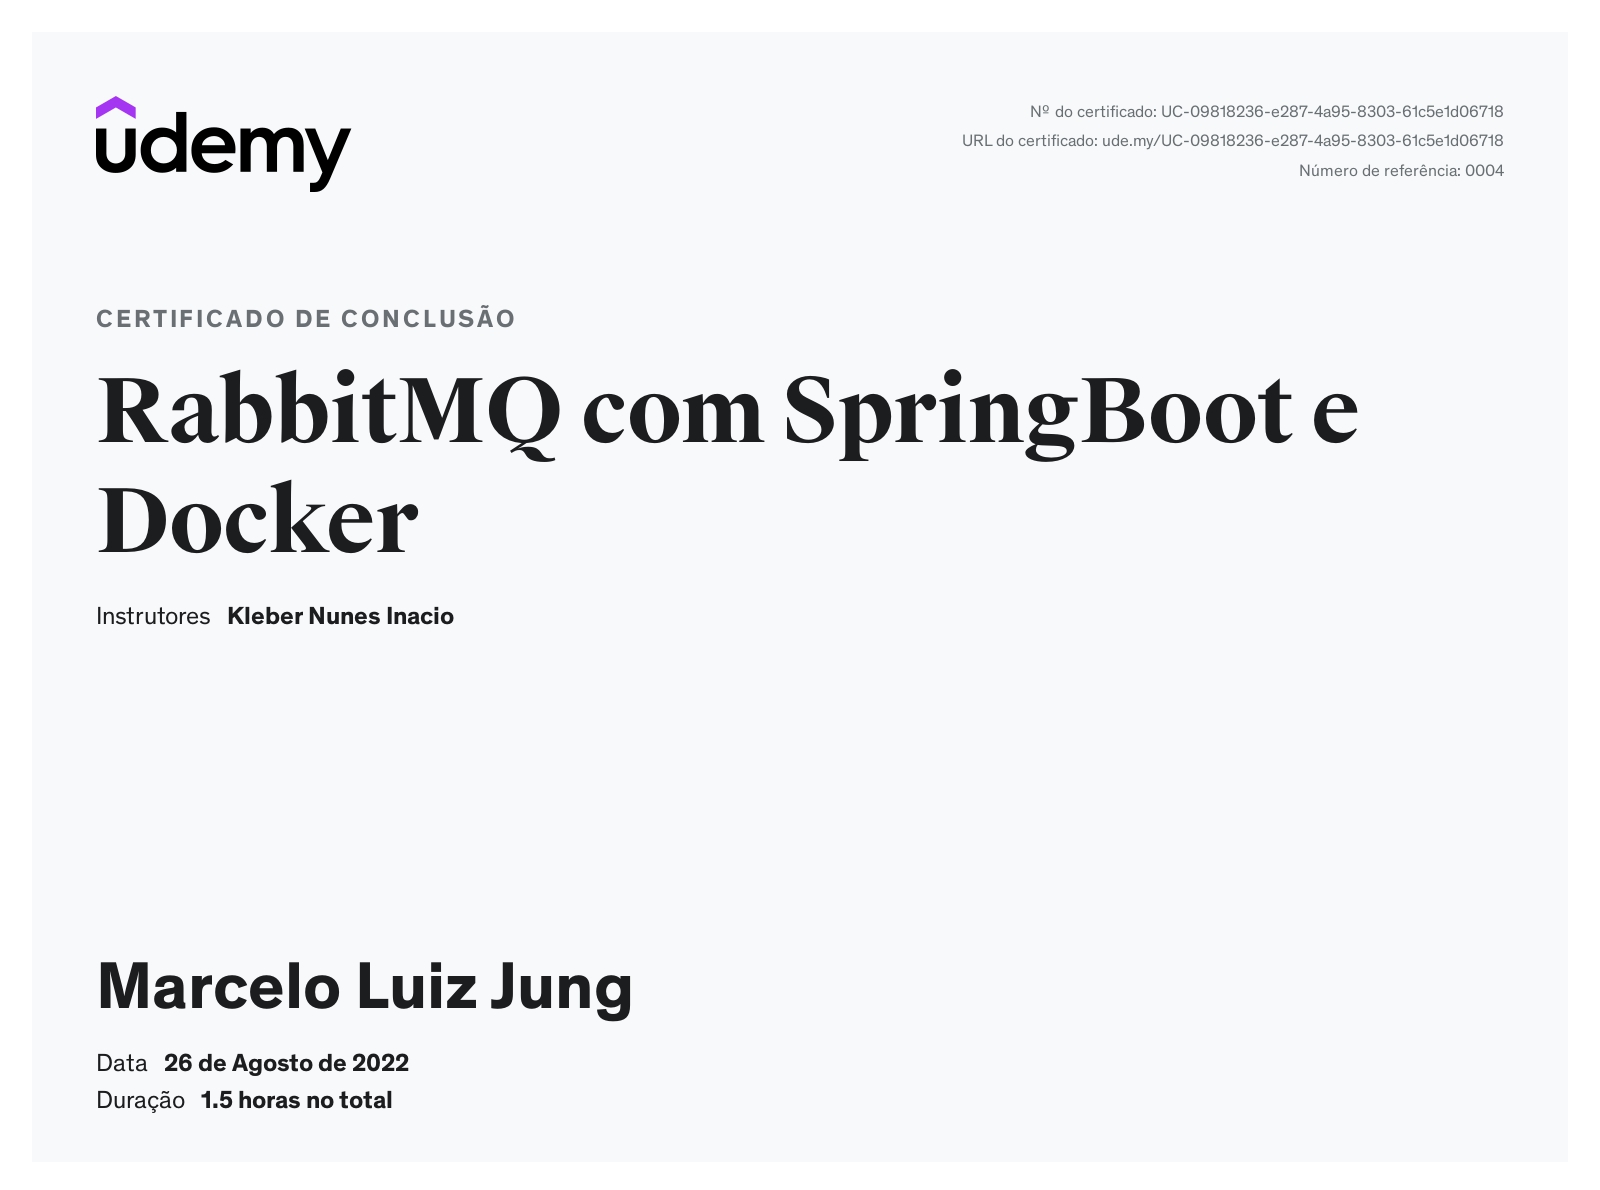 udemy
Nº do certificado: UC-09818236-e287-4a95-8303-61c5e1d06718
URL do certificado: ude.my/UC-09818236-e287-4a95-8303-61c5e1d06718
Número de referência: 0004
CERTIFICADO DE CONCLUSÃO
RabbitMQ com SpringBoot e
Docker
Instrutores Kleber Nunes Inacio
Marcelo Luiz Jung
Data 26 de Agosto de 2022
Duração 1.5 horas no total